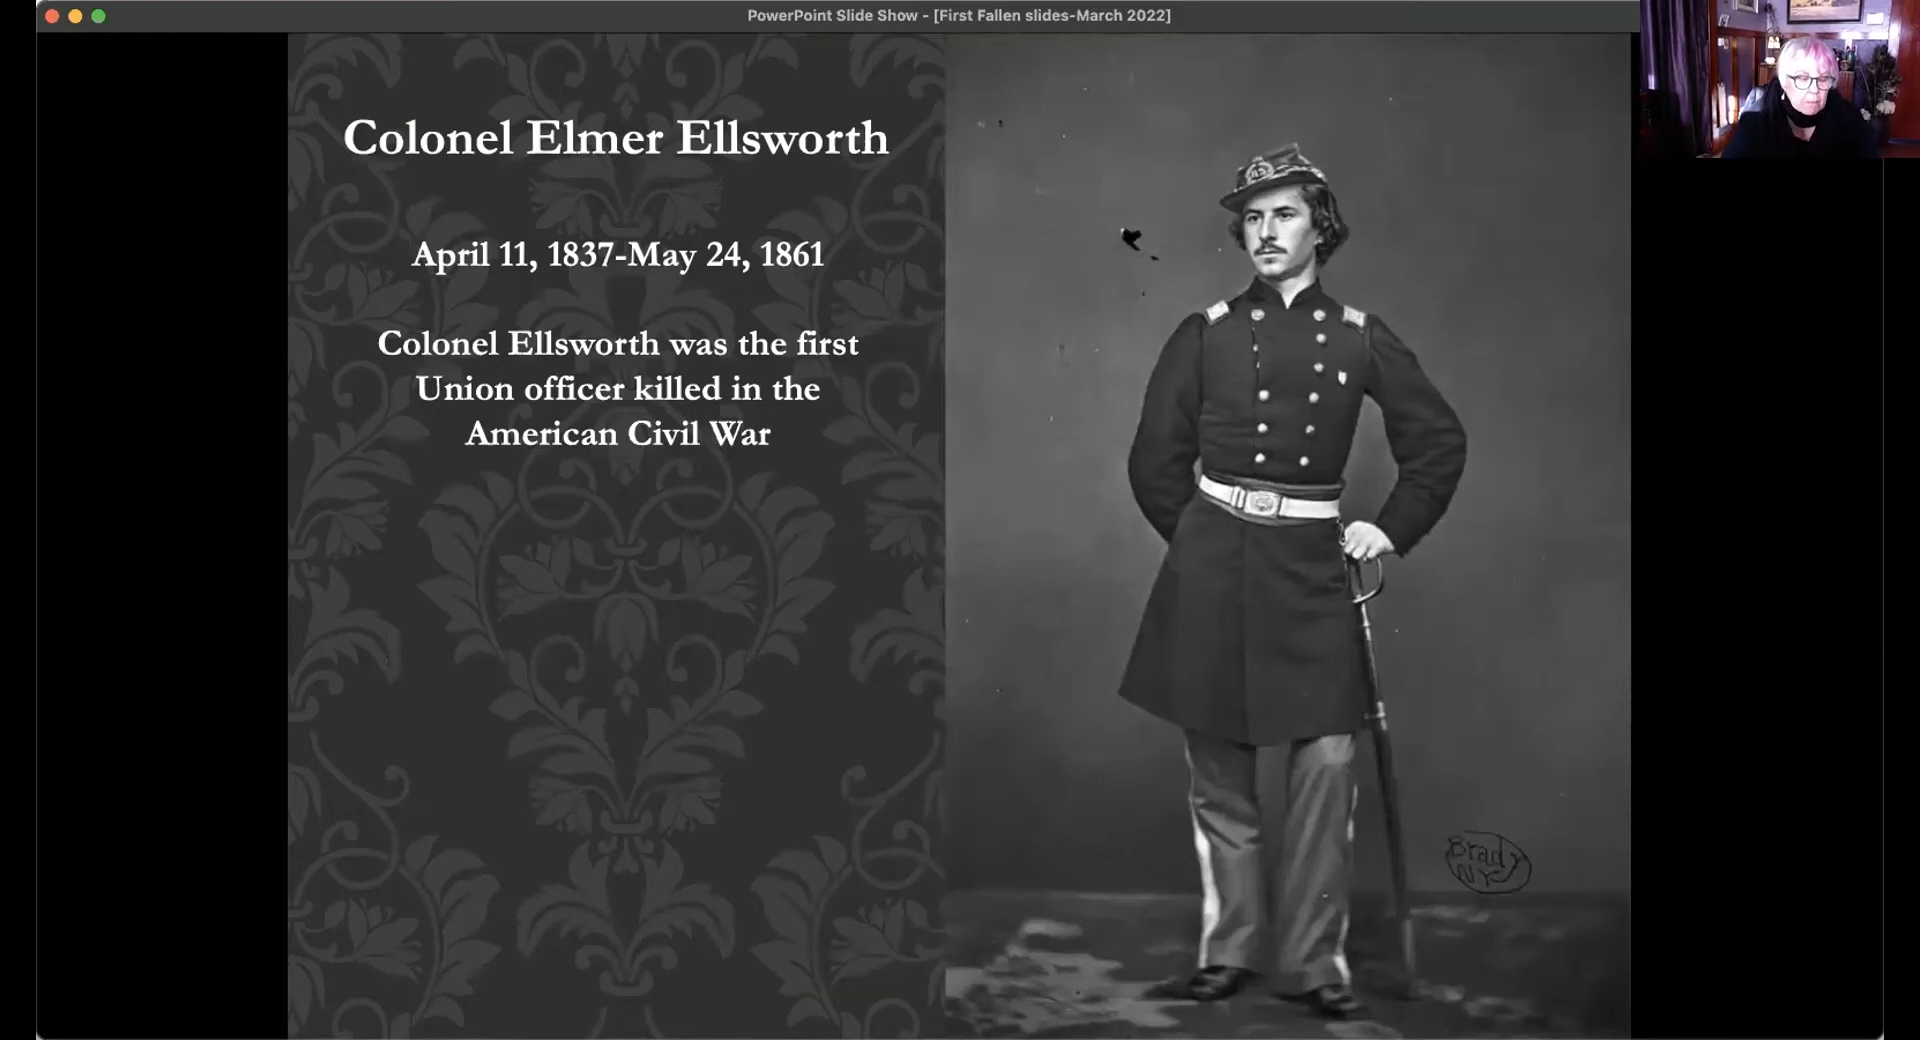 PowerPoint Slide Show - [First Fallen slides-March 2022]
Colonel Elmer Ellsworth
April 11, 1837-May 24, 1861
Colonel Ellsworth was the first
Union officer killed in the
American Civil War
Brady
NY